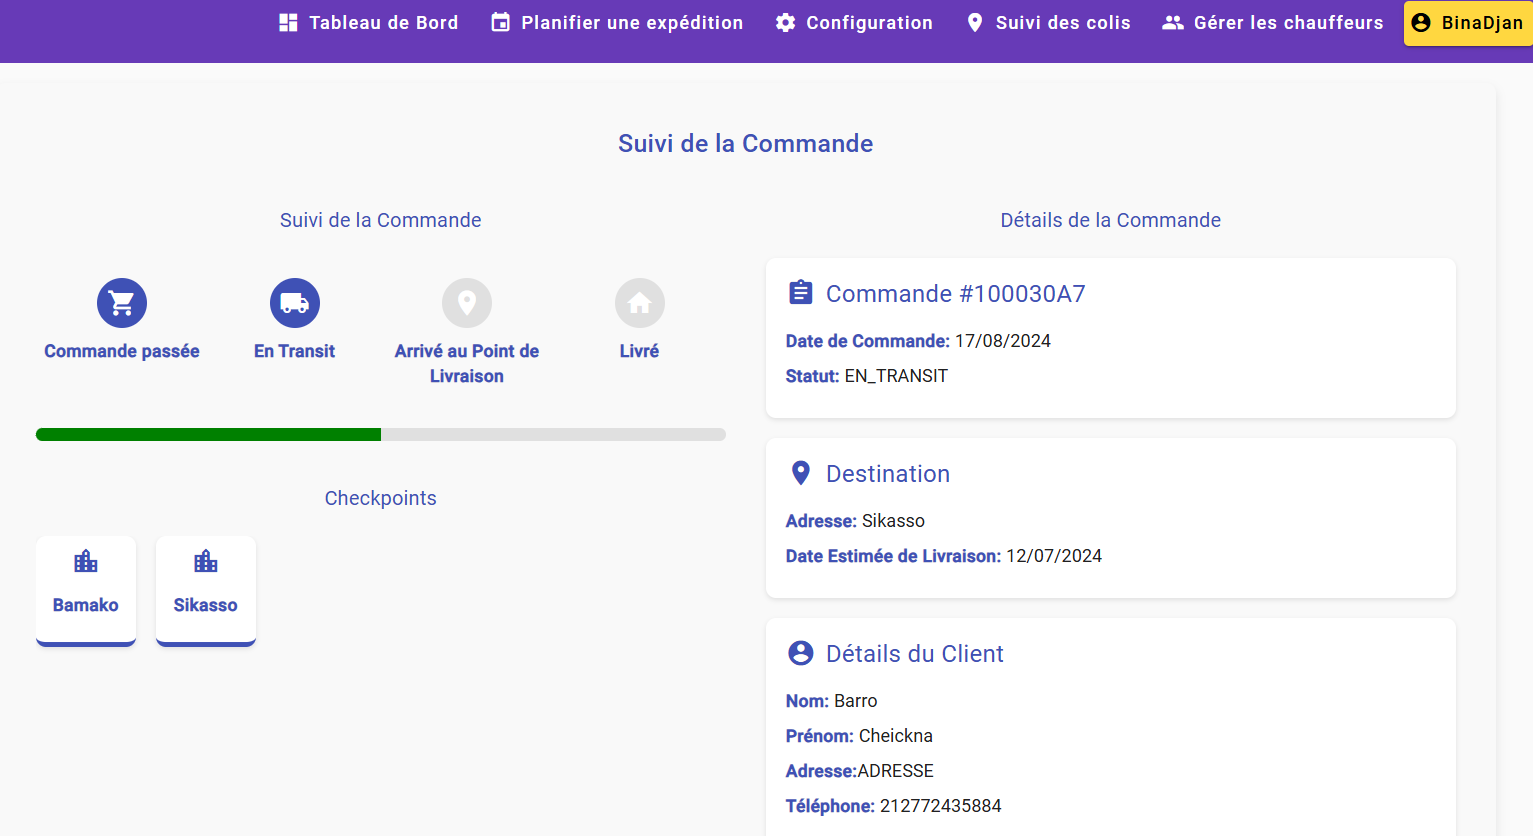 Tableau de Bord
Planifier une expédition
Configuration
Suivi des colis
Gérer les chauffeurs
BinaDjan
Suivi de la Commande
Suivi de la Commande
Commande passée
En Transit
Arrivé au Point de
Livraison
Livré
Checkpoints
Bamako
Sikasso
Détails de la Commande
Commande #100030A7
Date de Commande: 17/08/2024
Statut: EN_TRANSIT
Destination
Adresse: Sikasso
Date Estimée de Livraison: 12/07/2024
Détails du Client
Nom: Barro
Prénom: Cheickna
Adresse:ADRESSE
Téléphone: 212772435884